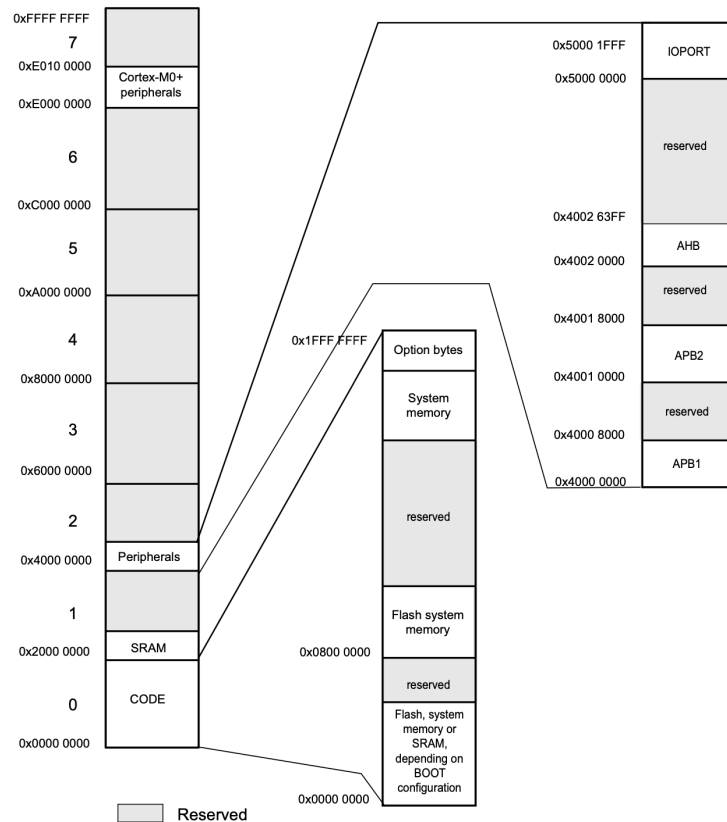 0xFFFF FFFF
7
0xE010 0000
Cortex-M0+
peripherals
0xE000 0000
6
0xC000 0000
5
0xA000 0000
4
0x8000 0000
3
0x6000 0000
2
0x4000 0000
Peripherals
1
0x2000 0000
SRAM
CODE
0
0x0000 0000
Reserved
0x1FFF FFFF
Option bytes
System
memory
reserved
Flash system
memory
0x0800 0000
reserved
Flash, system
memory or
SRAM,
depending on
BOOT
configuration
0x0000 0000
0x5000 1FFF
IOPORT
0x5000 0000
reserved
0x4002 63FF
AHB
0x4002 0000
reserved
0x4001 8000
APB2
0x4001 0000
reserved
0x4000 8000
APB1
0x4000 0000